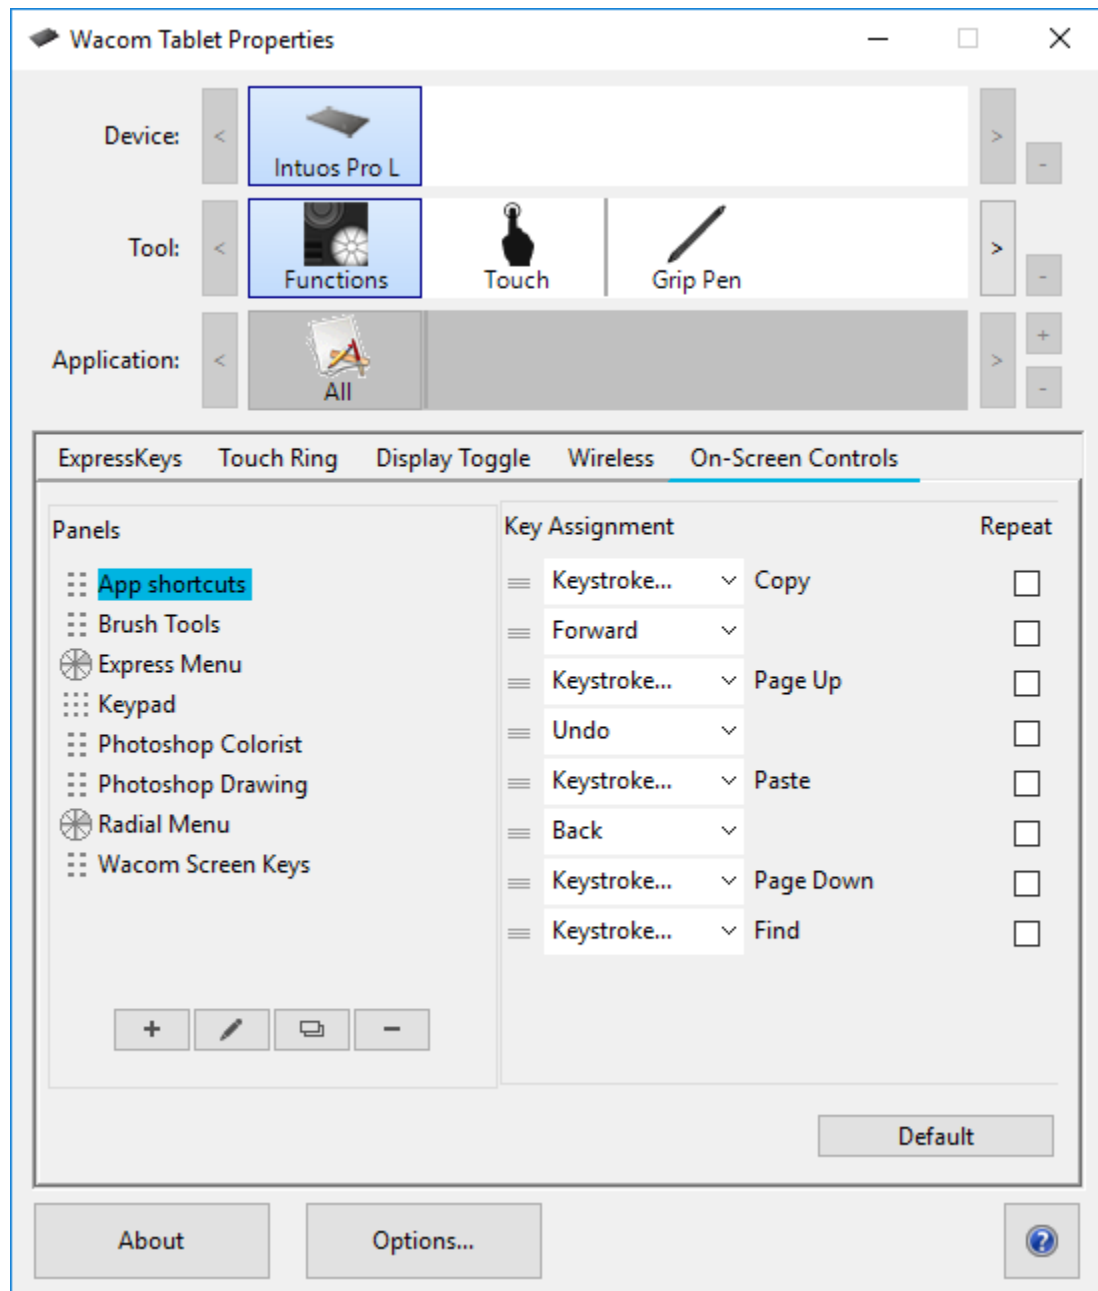 Wacom Tablet Properties
Device:
<
Intuos Pro L
>
-
Tool:
<
Functions
Touch
Grip Pen
>
-
Application:
<
All
>
+
-
ExpressKeys Touch Ring Display Toggle Wireless On-Screen Controls
Panels
App shortcuts
Brush Tools
Express Menu
Keypad
Photoshop Colorist
Photoshop Drawing
Radial Menu
Wacom Screen Keys
+ −
Key Assignment Repeat
Keystroke... Copy
Forward
Keystroke... Page Up
Undo
Keystroke... Paste
Back
Keystroke... Page Down
Keystroke... Find
Default
About Options... ?